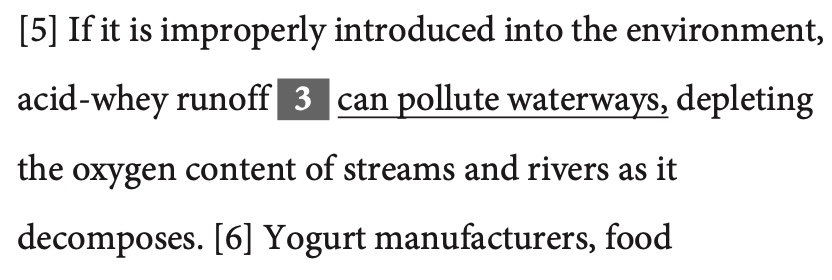 [5] If it is improperly introduced into the environment,
acid-whey runoff 3 can pollute waterways, depleting
the oxygen content of streams and rivers as it
decomposes. [6] Yogurt manufacturers, food